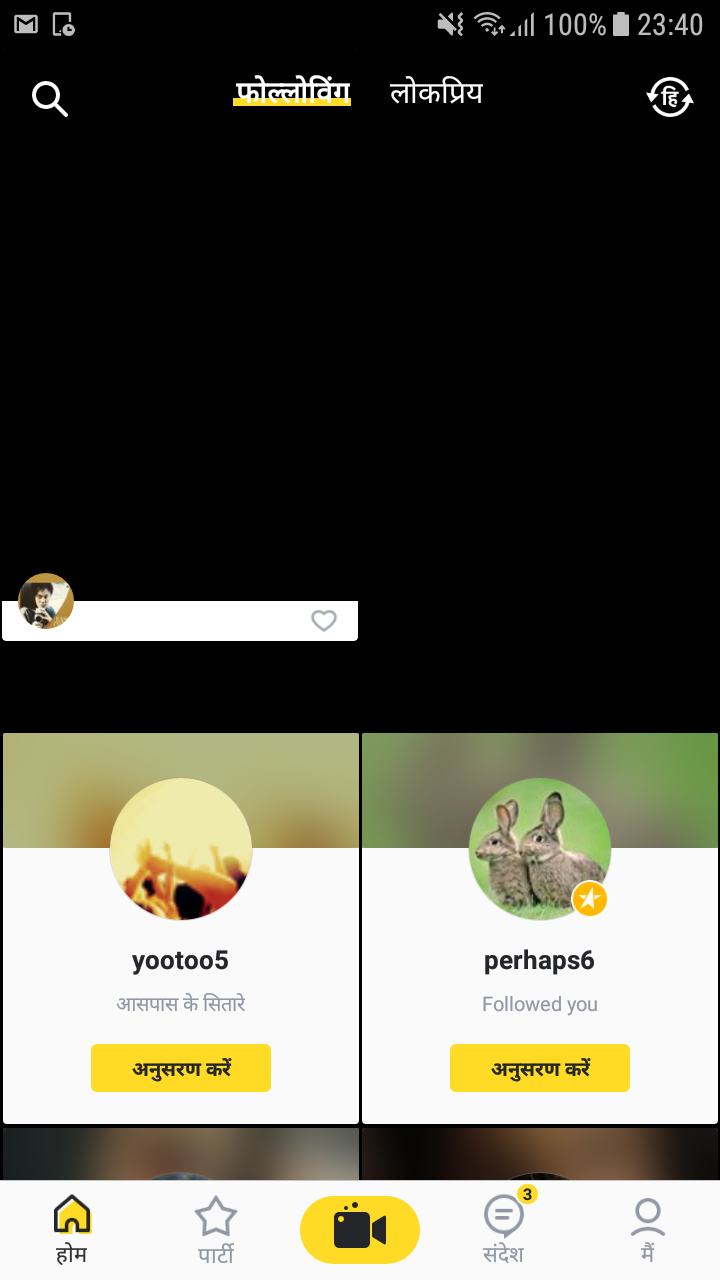 100% 23:40
फोल्लोविंग लोकप्रिय
हि
yootoo5 perhaps6
आसपास के सितारे Followed you
अनुसरण करें अनुसरण करें
3
होम पार्टी संदेश मैं